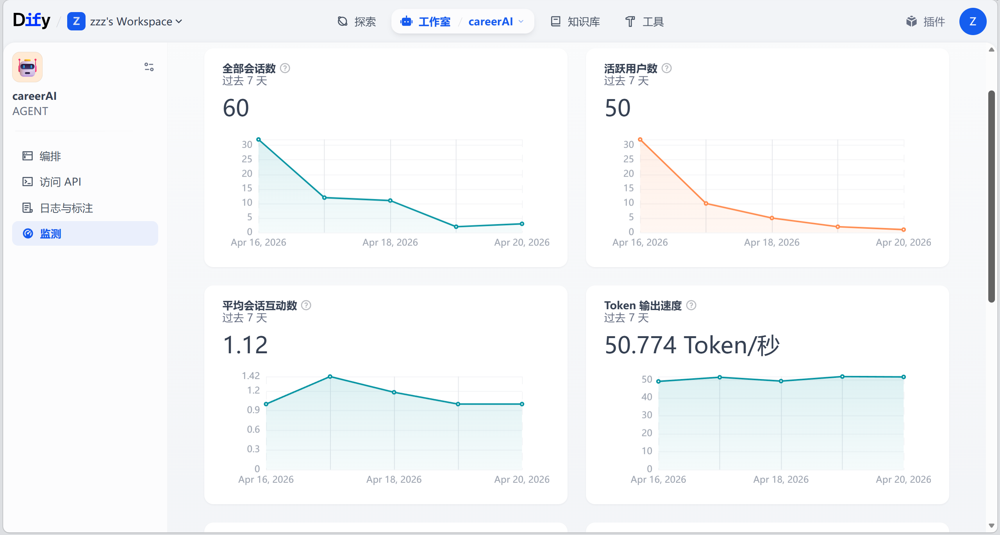 Dify / Z zzz's Workspace
探索
工作室 / careerAI
知识库
工具
插件
Z
careerAI
AGENT
编排
访问 API
日志与标注
监测
全部会话数
过去 7 天
60
30
25
20
15
10
5
0
Apr 16, 2026 Apr 18, 2026 Apr 20, 2026
活跃用户数
过去 7 天
50
30
25
20
15
10
5
0
Apr 16, 2026 Apr 18, 2026 Apr 20, 2026
平均会话互动数
过去 7 天
1.12
1.42
1.2
0.9
0.6
0.3
0
Apr 16, 2026 Apr 18, 2026 Apr 20, 2026
Token 输出速度
过去 7 天
50.774 Token/秒
50
40
30
20
10
0
Apr 16, 2026 Apr 18, 2026 Apr 20, 2026